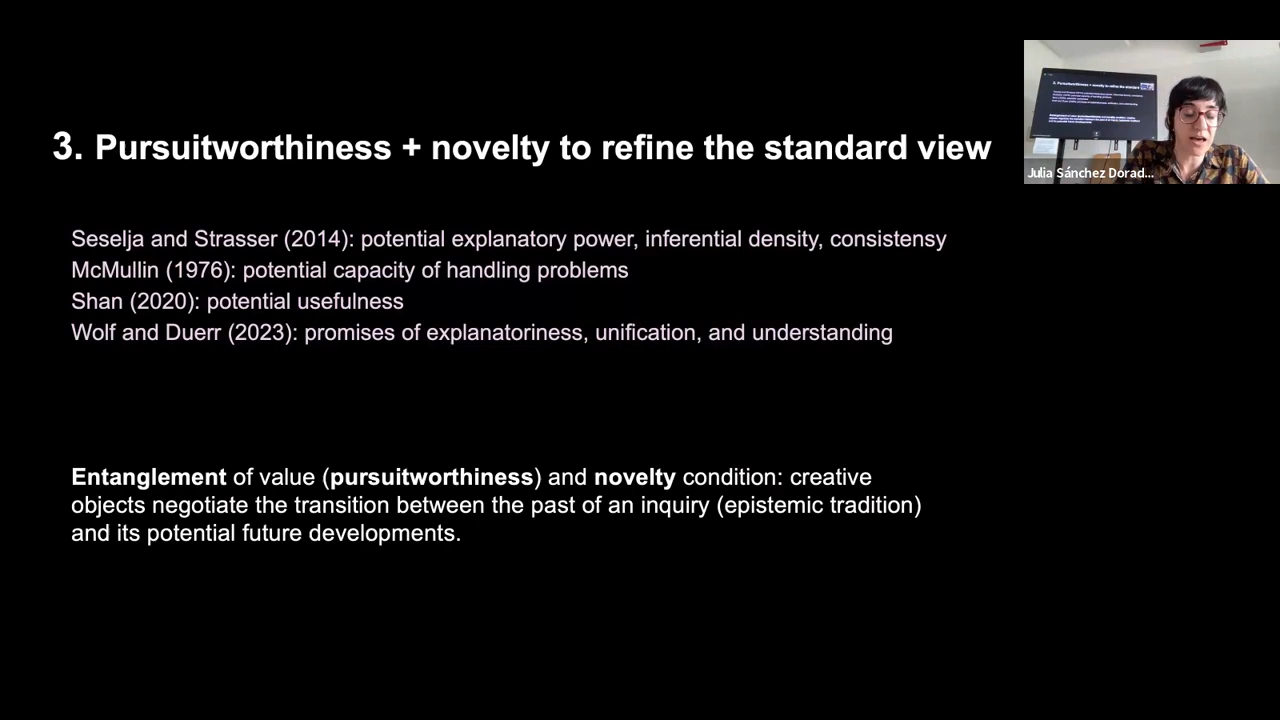 3. Pursuitworthiness + novelty to refine the standard view
Julia Sánchez Dorad...
Seselja and Strasser (2014): potential explanatory power, inferential density, consistensy
McMullin (1976): potential capacity of handling problems
Shan (2020): potential usefulness
Wolf and Duerr (2023): promises of explanatoriness, unification, and understanding
Entanglement of value (pursuitworthiness) and novelty condition: creative
objects negotiate the transition between the past of an inquiry (epistemic tradition)
and its potential future developments.